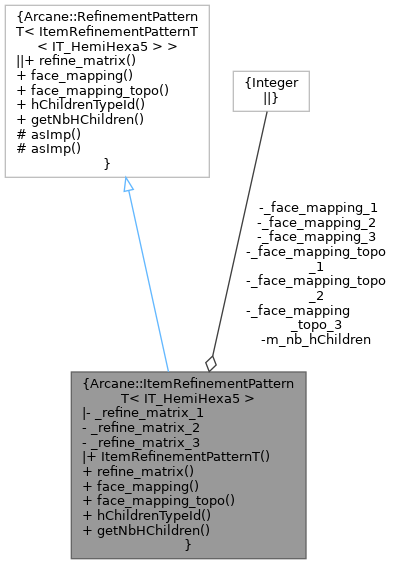 {Arcane::RefinementPattern
T< ItemRefinementPatternT
< IT_HemiHexa5 > >
||+ refine_matrix()
+ face_mapping()
+ face_mapping_topo()
+ hChildrenTypeId()
+ getNbHChildren()
# asImp()
# asImp()
}
{Integer
||}
-_face_mapping_1
-_face_mapping_2
-_face_mapping_3
-_face_mapping_topo
_1
-_face_mapping_topo
_2
-_face_mapping
_topo_3
-m_nb_hChildren
{Arcane::ItemRefinementPattern
T< IT_HemiHexa5 >
|- _refine_matrix_1
- _refine_matrix_2
- _refine_matrix_3
|+ ItemRefinementPatternT()
+ refine_matrix()
+ face_mapping()
+ face_mapping_topo()
+ hChildrenTypeId()
+ getNbHChildren()
}